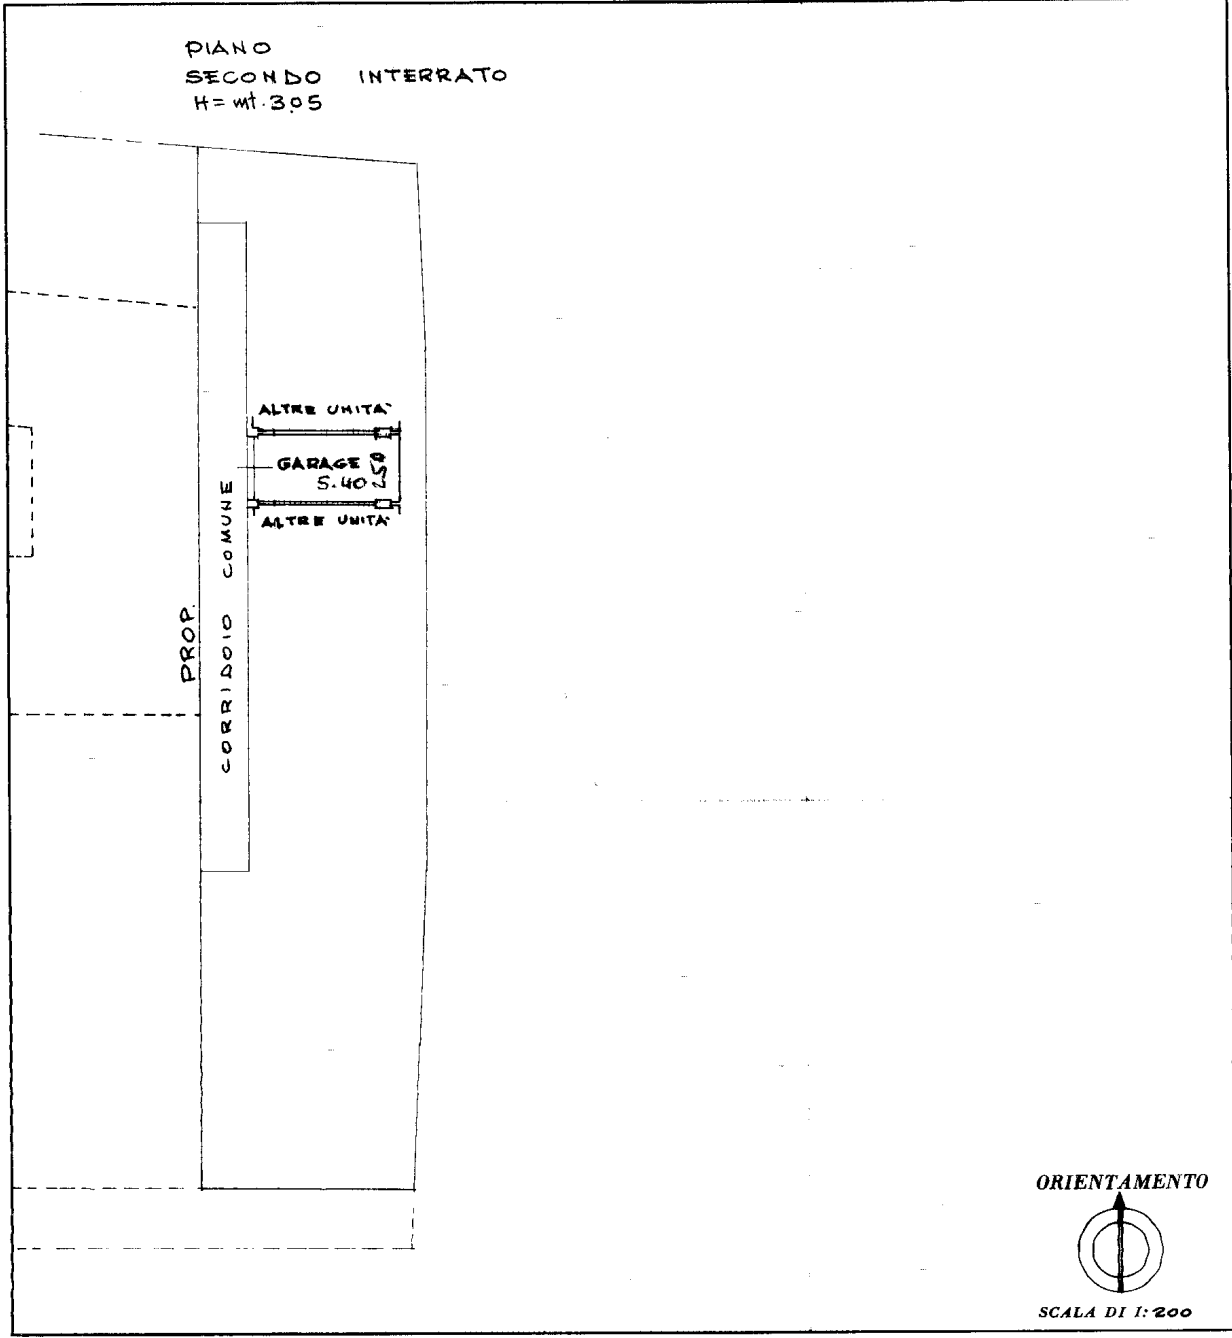 PIANO
SECONDO INTERRATO
H= mt. 3.05
ALTRE UNITA'
GARAGE
5.40
2.50
ALTRE UNITA'
CORRIDOIO COMUNE
PROP.
ORIENTAMENTO
SCALA DI 1: 200